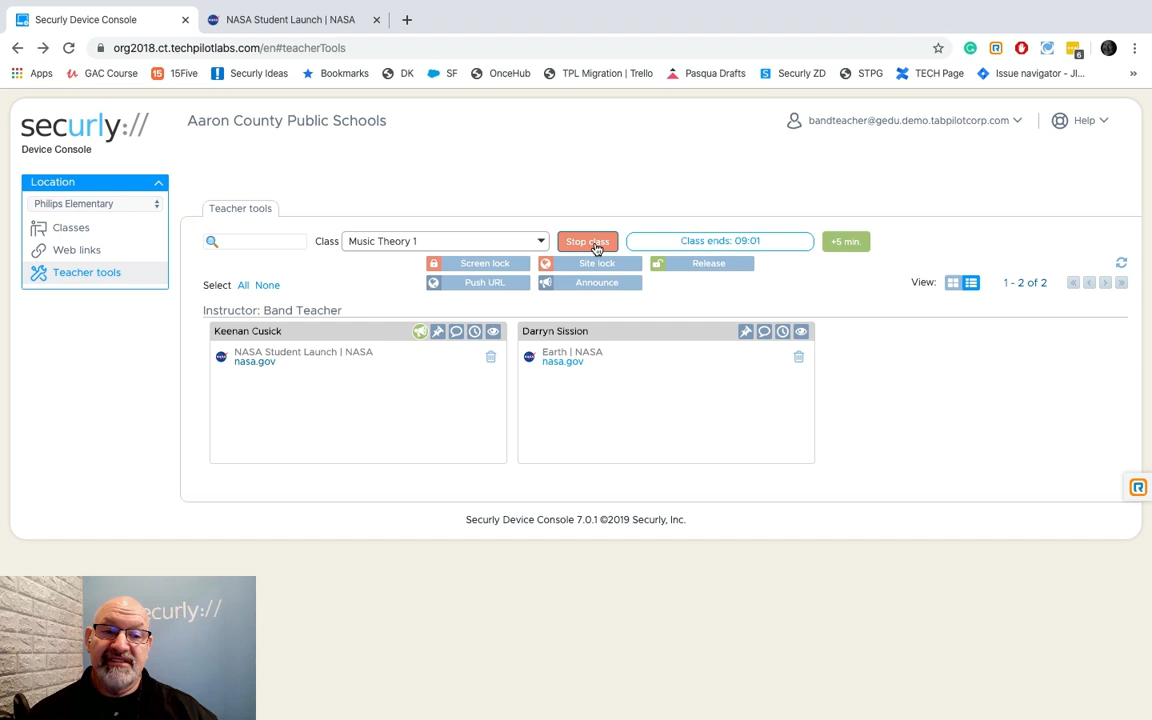 Securly Device Console
NASA Student Launch | NASA
org2018.ct.techpilotlabs.com/en#teacherTools
6
Apps
GAC Course
15 15Five
Securly Ideas
Bookmarks
DK
SF
OnceHub
TPL Migration | Trello
Pasqua Drafts
Securly ZD
STPG
TECH Page
Issue navigator - JI...
securly://
Device Console
Aaron County Public Schools
bandteacher@gedu.demo.tabpilotcorp.com
Help
Location
Philips Elementary
Classes
Web links
Teacher tools
Teacher tools
Class
Music Theory 1
Stop class
Class ends: 09:01
+5 min.
Screen lock
Site lock
Release
Push URL
Announce
Select All None
View:
1 - 2 of 2
Instructor: Band Teacher
Keenan Cusick
NASA Student Launch | NASA
nasa.gov
Darryn Sission
Earth | NASA
nasa.gov
Securly Device Console 7.0.1 ©2019 Securly, Inc.
securly://